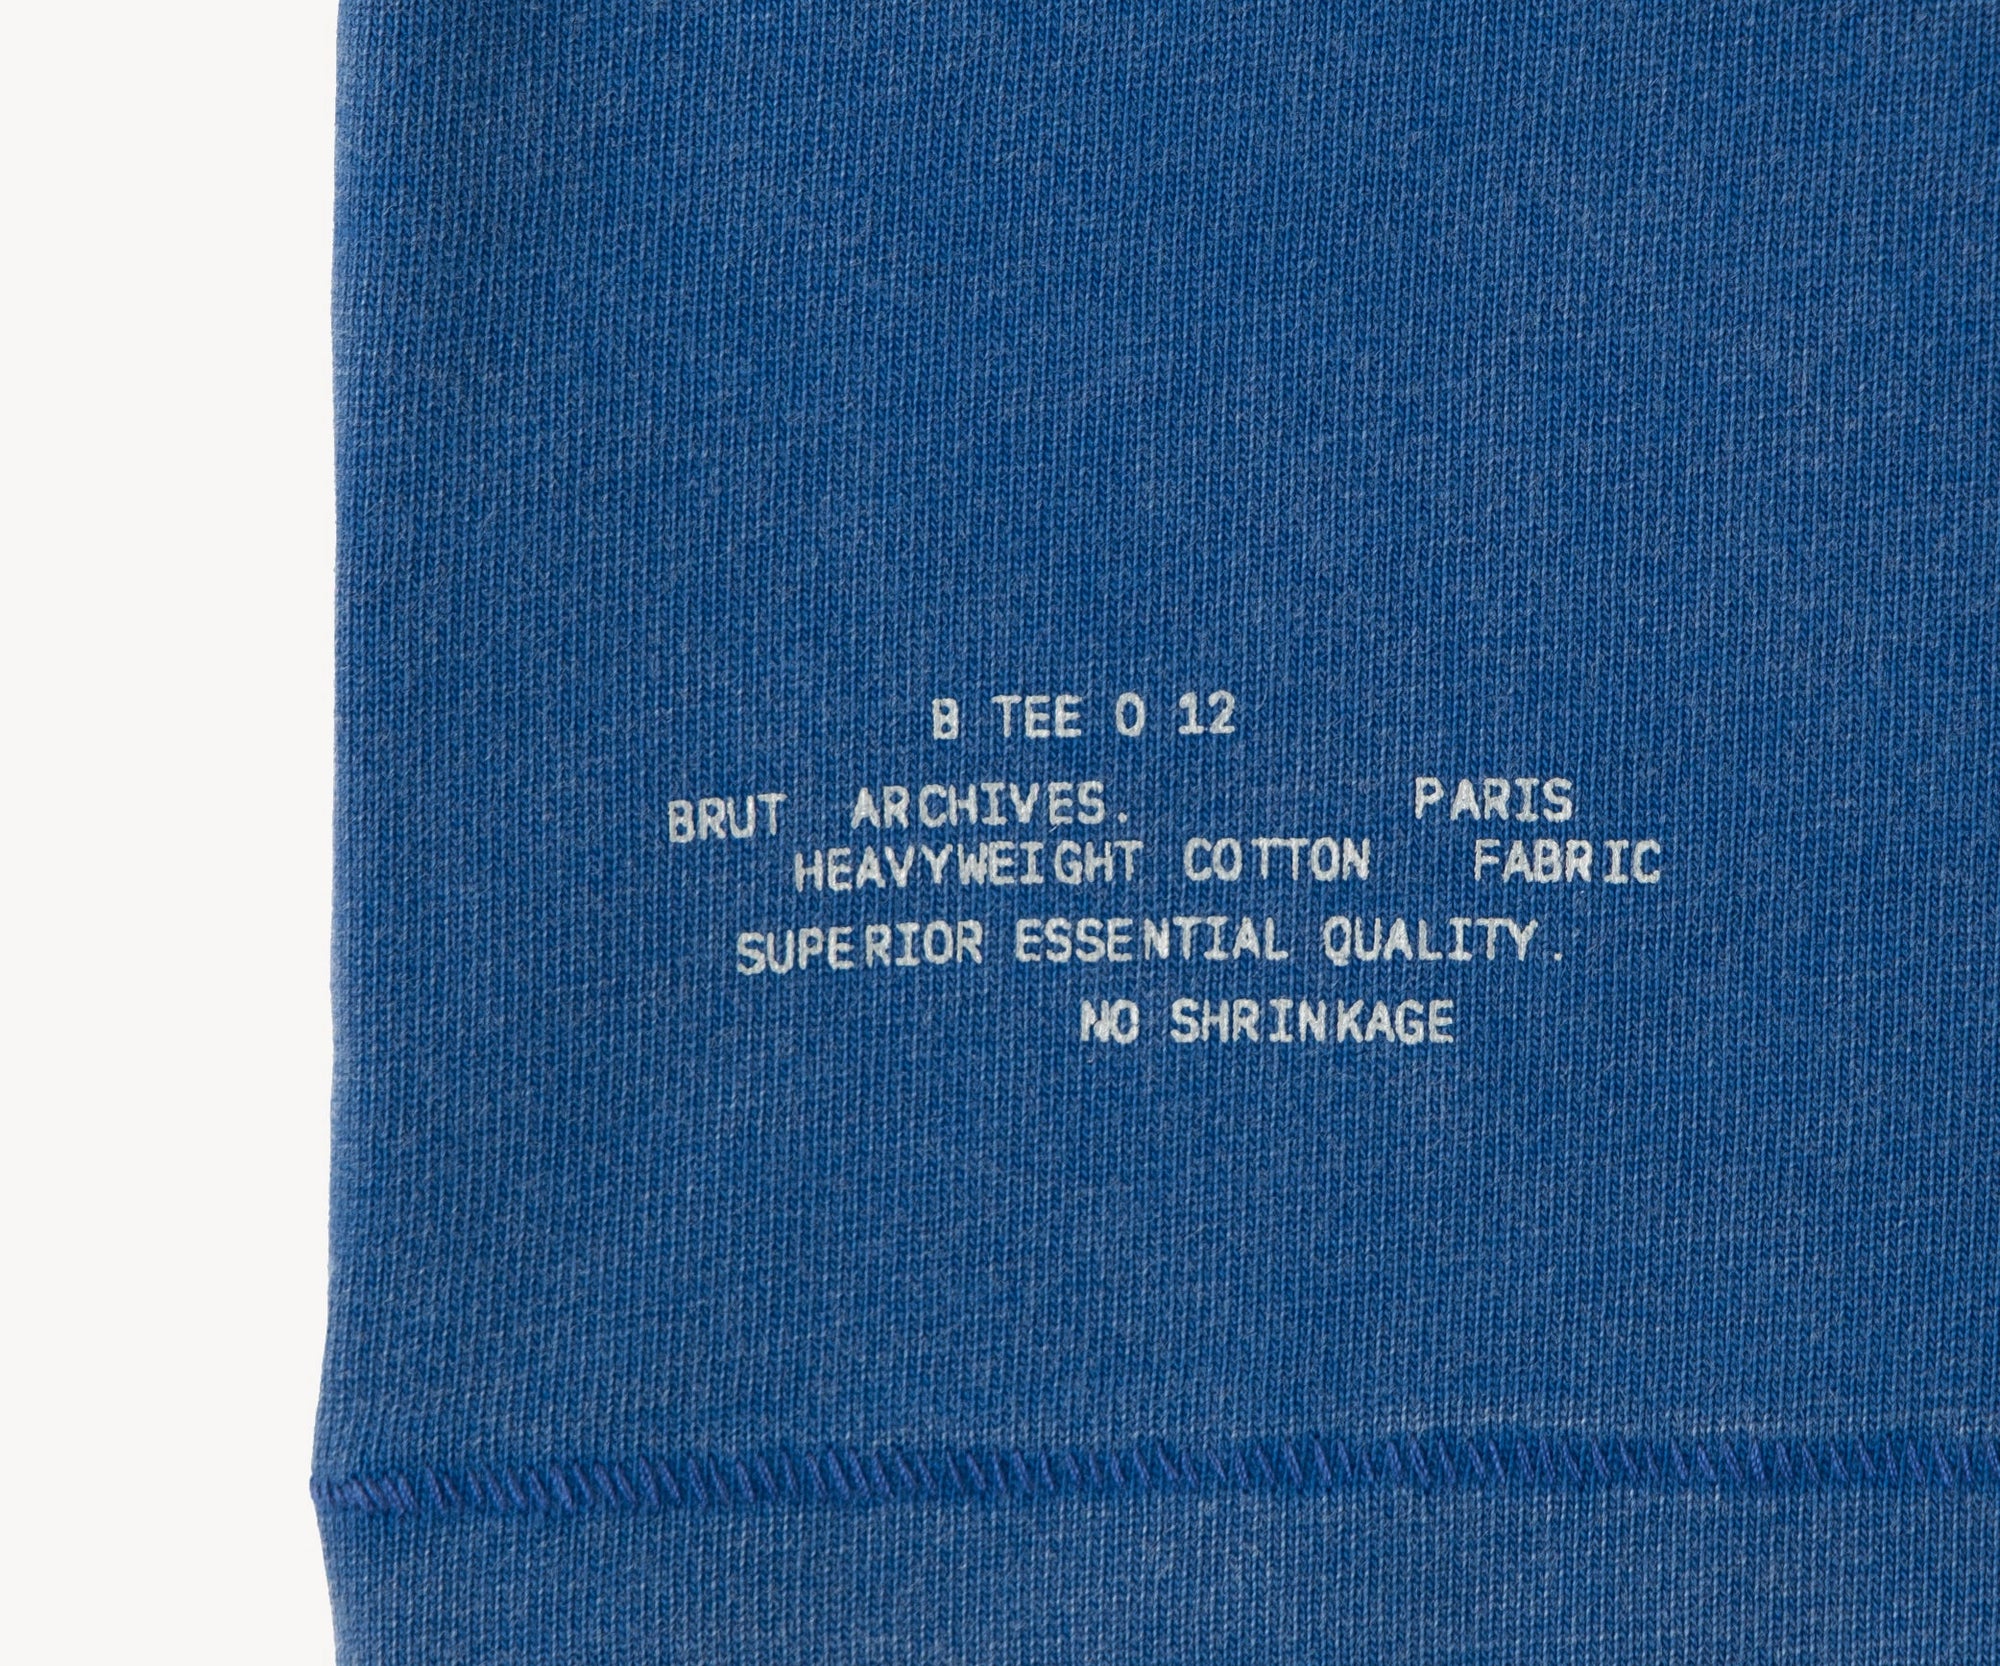 B TEE 0 12
BRUT ARCHIVES. PARIS
HEAVYWEIGHT COTTON FABRIC
SUPERIOR ESSENTIAL QUALITY.
NO SHRINKAGE